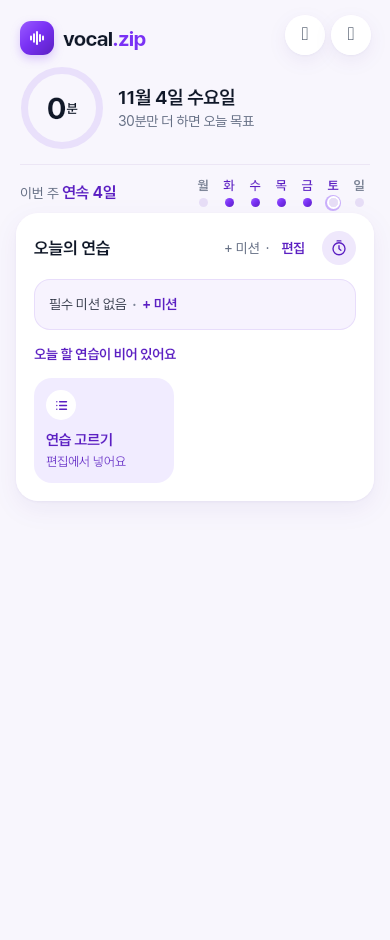 vocal.zip
0분
11월 4일 수요일
30분만 더 하면 오늘 목표
이번 주 연속 4일
월 화 수 목 금 토 일
오늘의 연습
+ 미션 · 편집
필수 미션 없음 · + 미션
오늘 할 연습이 비어 있어요
연습 고르기
편집에서 넣어요